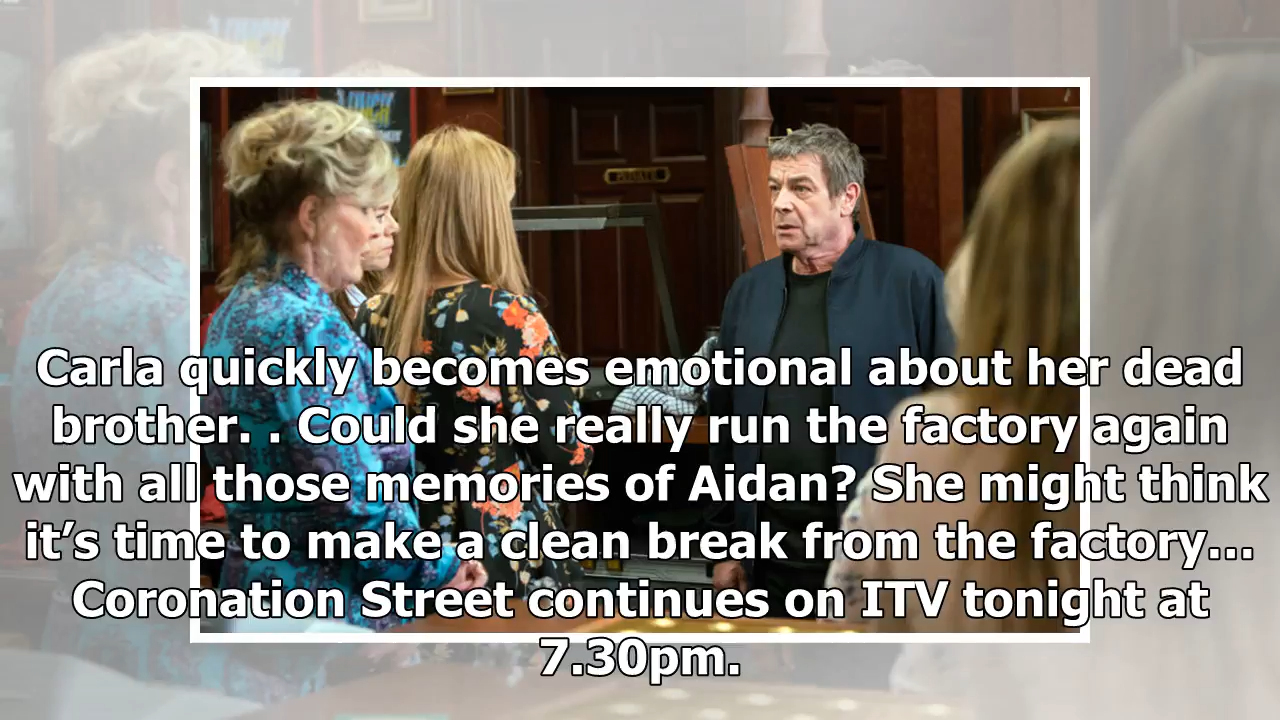 LUNCH
PRIVATE
Carla quickly becomes emotional about her dead
brother. . Could she really run the factory again
with all those memories of Aidan? She might think
it’s time to make a clean break from the factory...
Coronation Street continues on ITV tonight at
7.30pm.